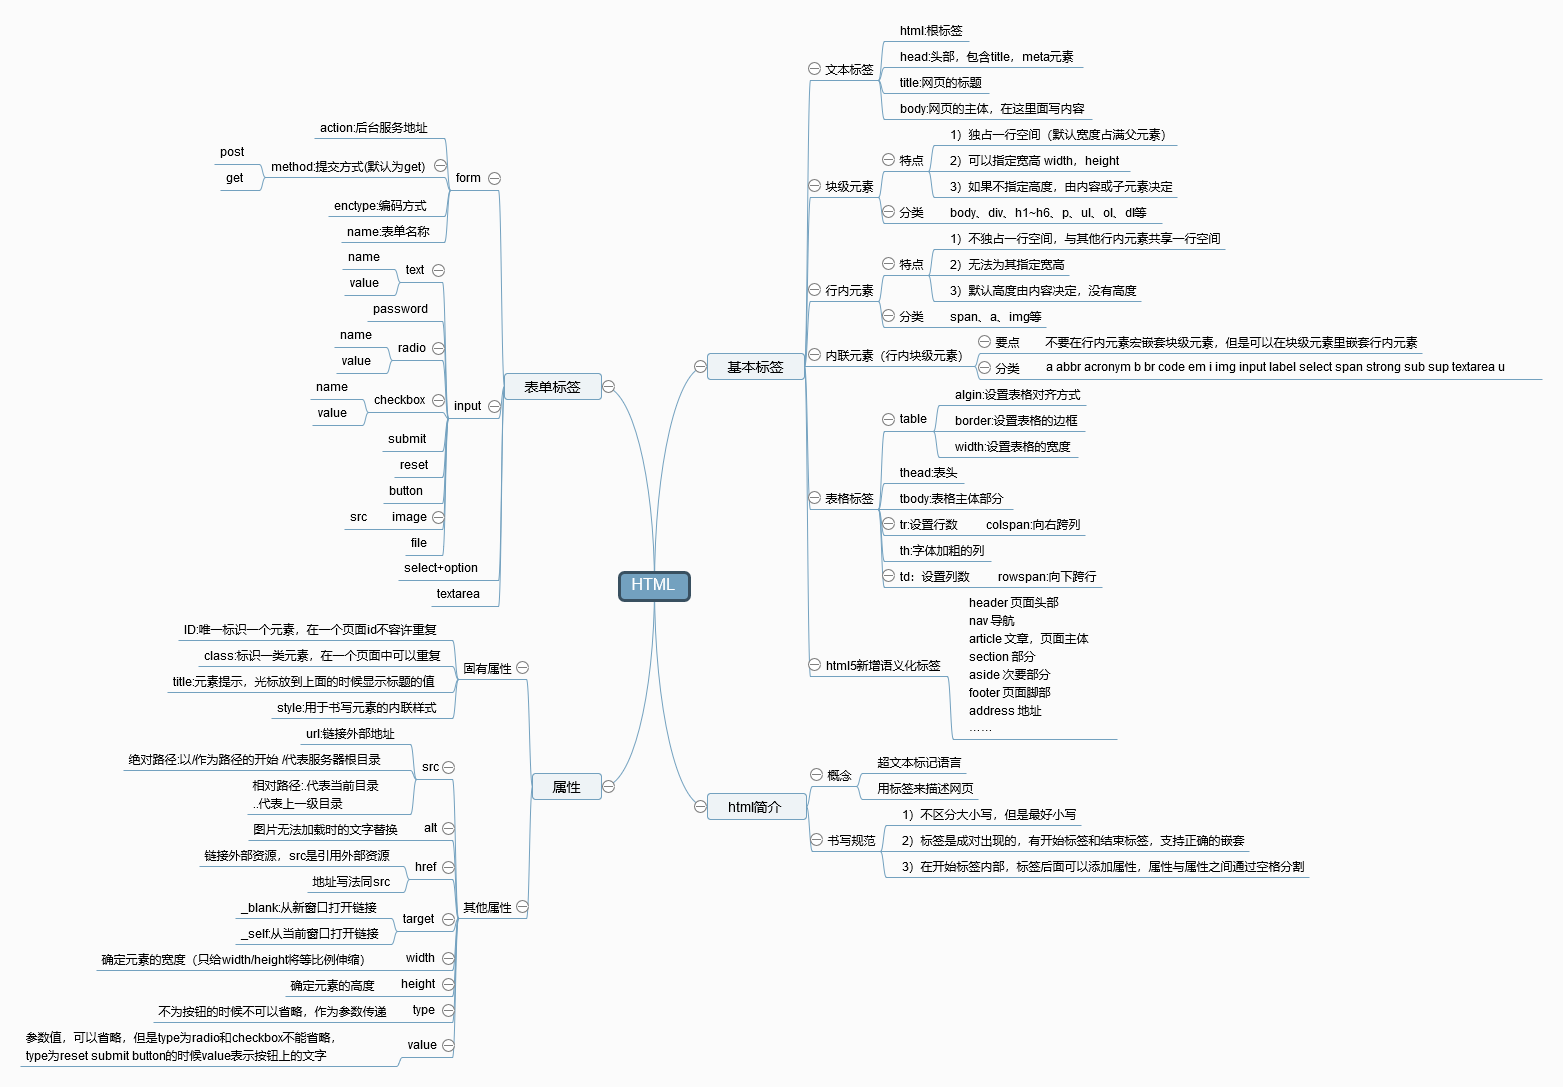 HTML
基本标签
文本标签
html:根标签
head:头部，包含title，meta元素
title:网页的标题
body:网页的主体，在这里面写内容
块级元素
特点
1）独占一行空间（默认宽度占满父元素）
2）可以指定宽高 width，height
3）如果不指定高度，由内容或子元素决定
分类
body、div、h1~h6、p、ul、ol、dl等
行内元素
特点
1）不独占一行空间，与其他行内元素共享一行空间
2）无法为其指定宽高
3）默认高度由内容决定，没有高度
分类
span、a、img等
内联元素（行内块级元素）
要点
不要在行内元素宏嵌套块级元素，但是可以在块级元素里嵌套行内元素
分类
a abbr acronym b br code em i img input label select span strong sub sup textarea u
表格标签
table
algin:设置表格对齐方式
border:设置表格的边框
width:设置表格的宽度
thead:表头
tbody:表格主体部分
tr:设置行数
colspan:向右跨列
th:字体加粗的列
td：设置列数
rowspan:向下跨行
html5新增语义化标签
header 页面头部
nav 导航
article 文章，页面主体
section 部分
aside 次要部分
footer 页面脚部
address 地址
……
html简介
概念
超文本标记语言
用标签来描述网页
书写规范
1）不区分大小写，但是最好小写
2）标签是成对出现的，有开始标签和结束标签，支持正确的嵌套
3）在开始标签内部，标签后面可以添加属性，属性与属性之间通过空格分割
表单标签
form
action:后台服务地址
method:提交方式(默认为get)
post
get
enctype:编码方式
name:表单名称
input
text
name
value
password
radio
name
value
checkbox
name
value
submit
reset
button
image
src
file
select+option
textarea
属性
固有属性
ID:唯一标识一个元素，在一个页面id不容许重复
class:标识一类元素，在一个页面中可以重复
title:元素提示，光标放到上面的时候显示标题的值
style:用于书写元素的内联样式
其他属性
src
url:链接外部地址
绝对路径:以/作为路径的开始 /代表服务器根目录
相对路径:.代表当前目录
..代表上一级目录
alt
图片无法加载时的文字替换
href
链接外部资源，src是引用外部资源
地址写法同src
target
_blank:从新窗口打开链接
_self:从当前窗口打开链接
width
确定元素的宽度（只给width/height将等比例伸缩）
height
确定元素的高度
type
不为按钮的时候不可以省略，作为参数传递
value
参数值，可以省略，但是type为radio和checkbox不能省略，
type为reset submit button的时候value表示按钮上的文字